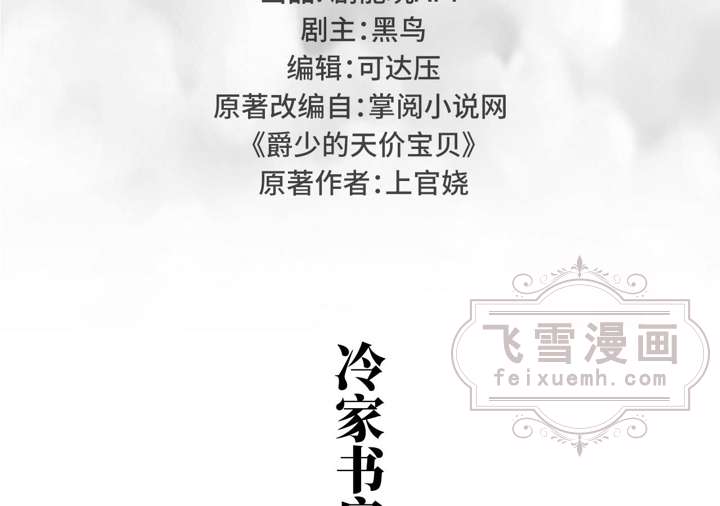 剧主：黑鸟
编辑：可达压
原著改编自：掌阅小说网
《爵少的天价宝贝》
原著作者：上官娆
飞雪漫画
feixuemh.com
冷家书